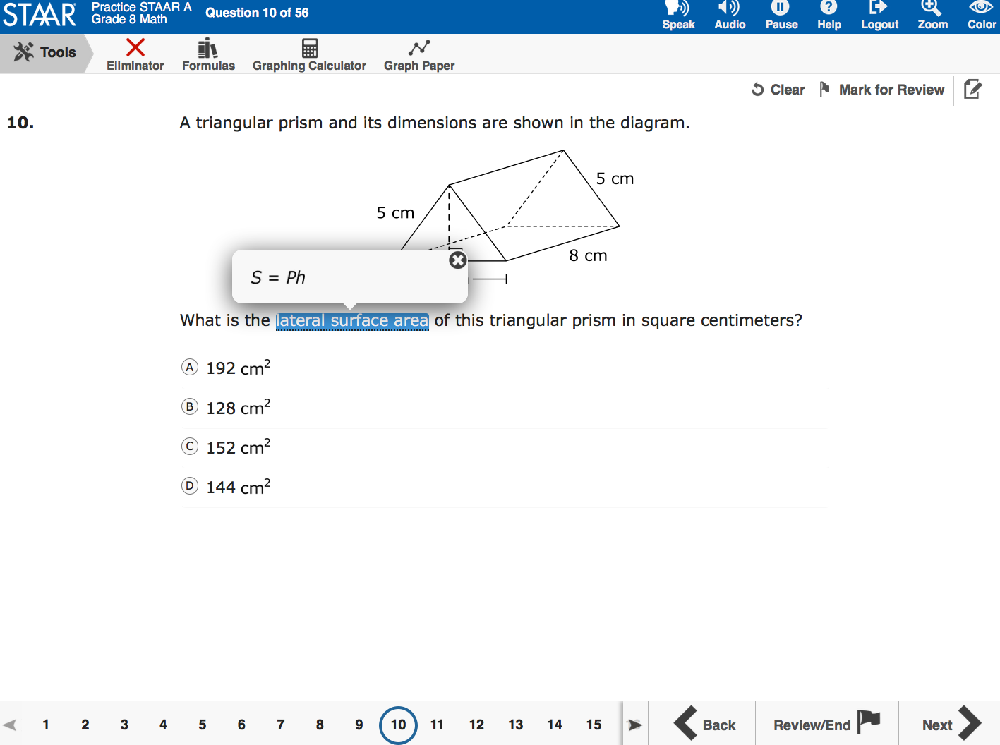 STAAR
Practice STAAR A
Grade 8 Math
Question 10 of 56
Speak
Audio
Pause
Help
Logout
Zoom
Color
Tools
Eliminator
Formulas
Graphing Calculator
Graph Paper
Clear
Mark for Review
10.
A triangular prism and its dimensions are shown in the diagram.
5 cm
5 cm
8 cm
S = Ph
What is the lateral surface area of this triangular prism in square centimeters?
A 192 cm²
B 128 cm²
C 152 cm²
D 144 cm²
1 2 3 4 5 6 7 8 9 10 11 12 13 14 15
Back
Review/End
Next